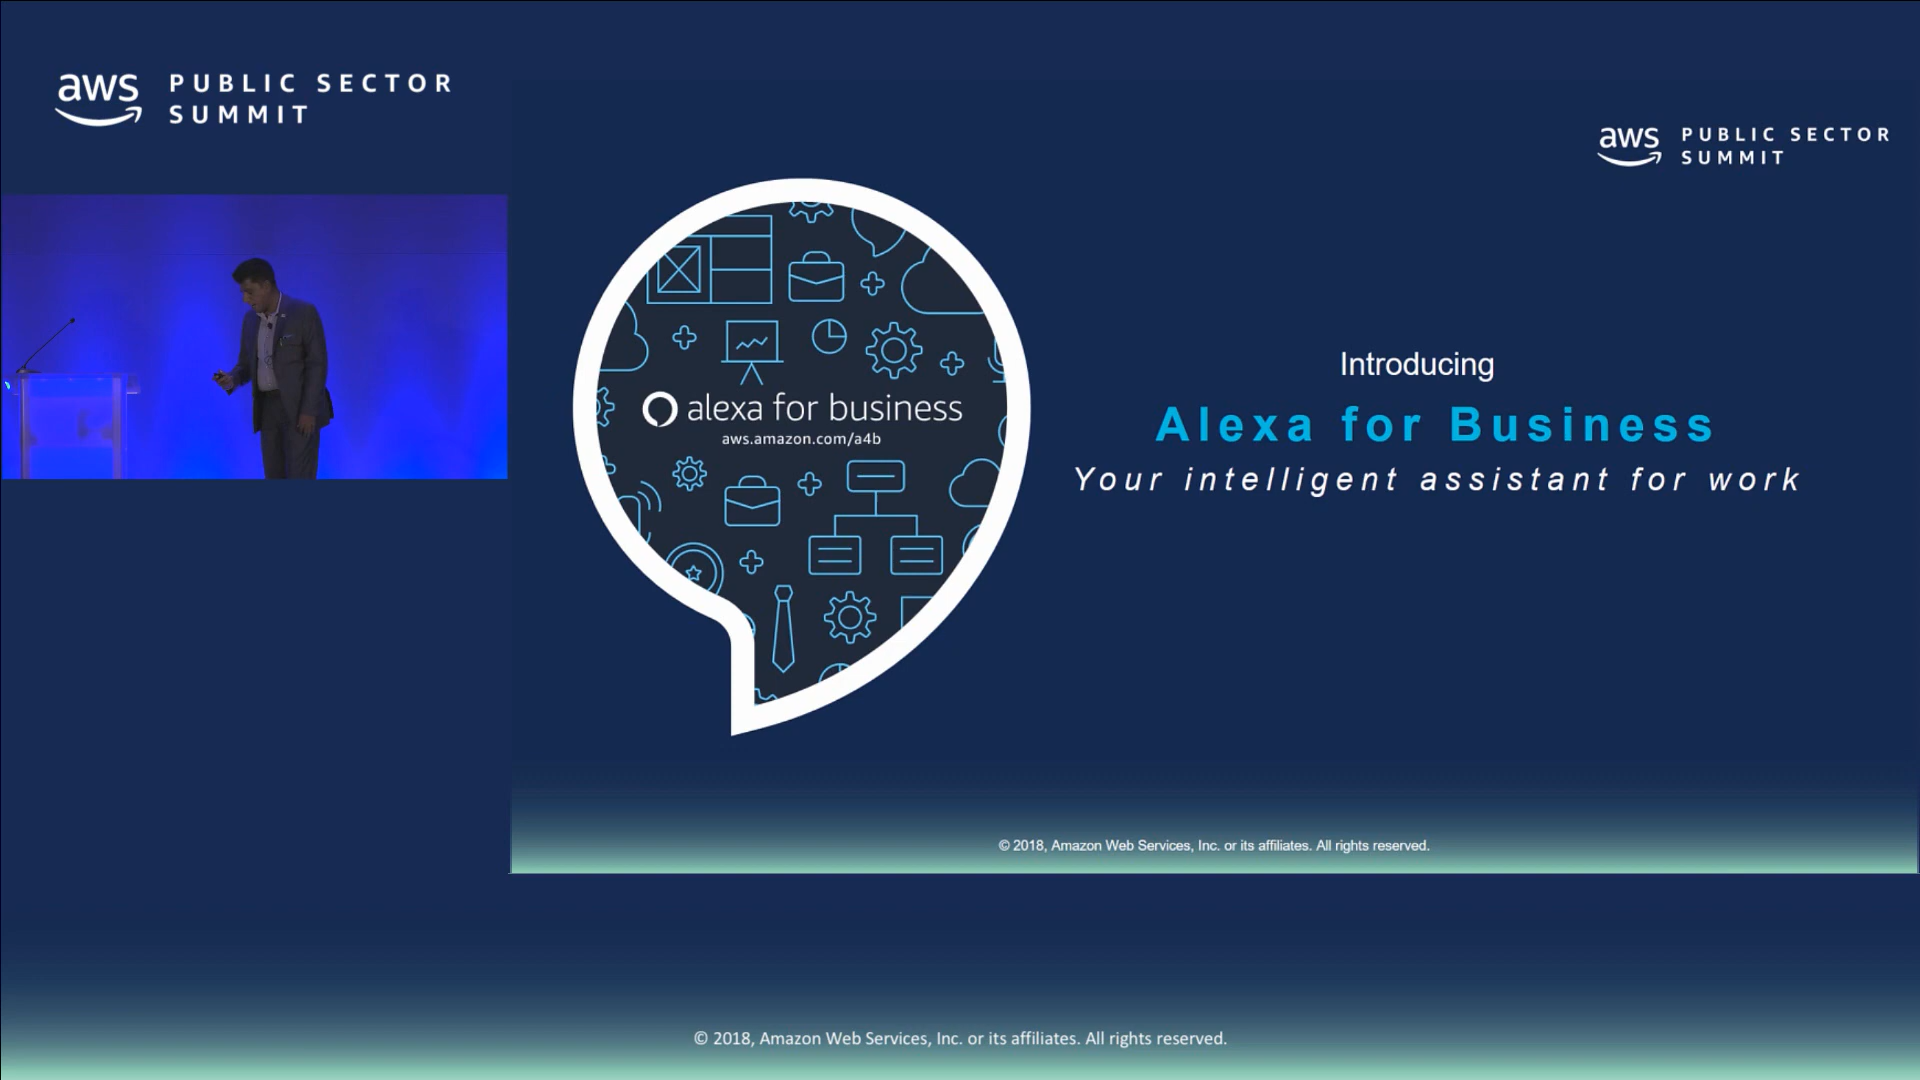 aws PUBLIC SECTOR
SUMMIT
aws PUBLIC SECTOR
SUMMIT
alexa for business
aws.amazon.com/a4b
Introducing
Alexa for Business
Your intelligent assistant for work
© 2018, Amazon Web Services, Inc. or its affiliates. All rights reserved.
© 2018, Amazon Web Services, Inc. or its affiliates. All rights reserved.